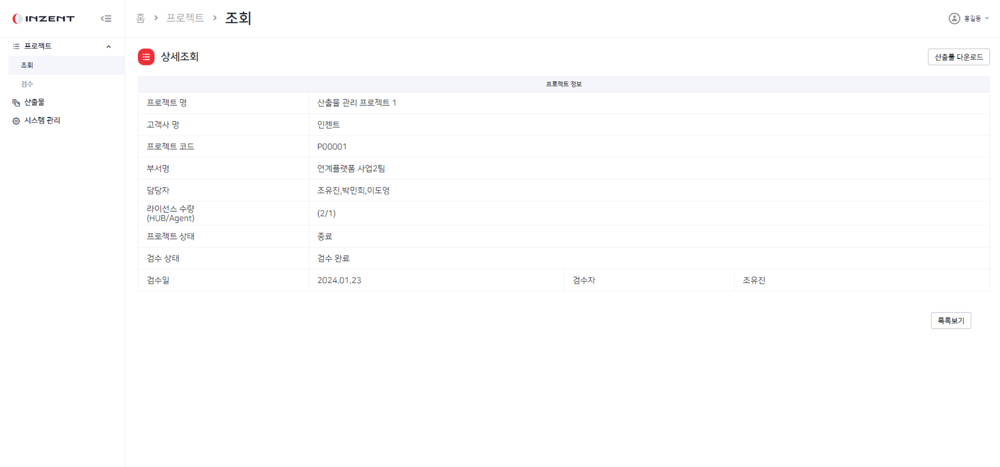 INZENT
홈 > 프로젝트 > 조회
홍길동
프로젝트
조회
검수
산출물
시스템 관리
상세조회
산출물 다운로드
프로젝트 정보
프로젝트 명 산출물 관리 프로젝트 1
고객사 명 인젠트
프로젝트 코드 P00001
부서명 연계플랫폼 사업2팀
담당자 조유진,박민희,이도영
라이선스 수량
(HUB/Agent) (2/1)
프로젝트 상태 종료
검수 상태 검수 완료
검수일 2024.01.23 검수자 조유진
목록보기